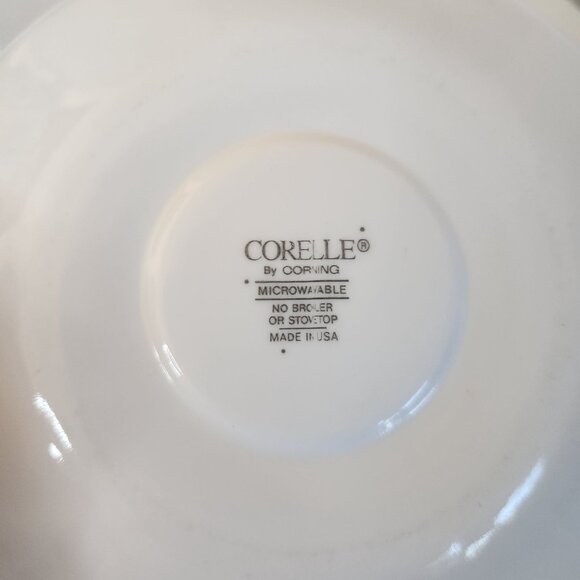 CORELLE®
By CORNING
MICROWAVABLE
NO BROILER
OR STOVETOP
MADE IN USA